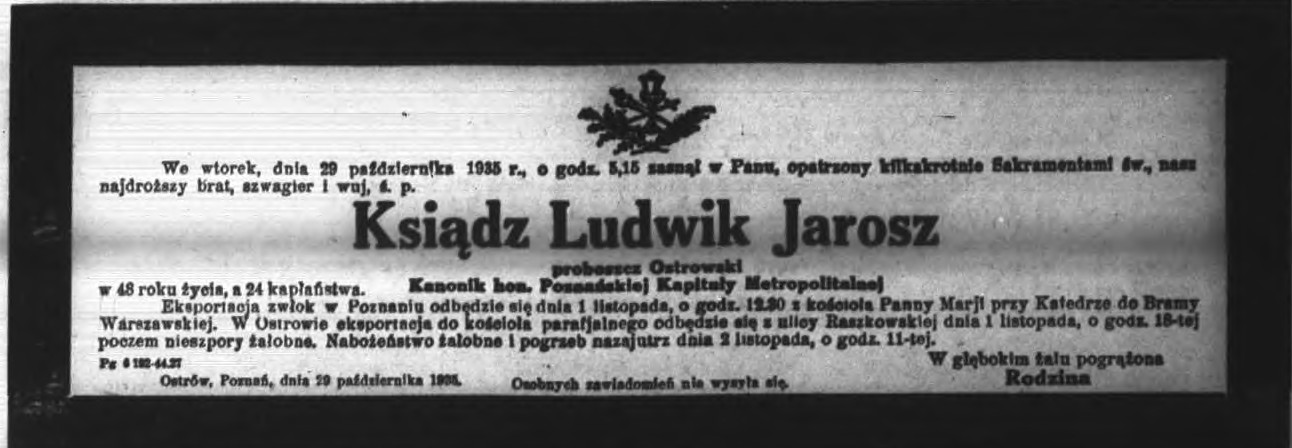 We wtorek, dnia 29 października 1935 r., o godz. 5,15 zasnął w Panu, opatrzony kilkakrotnie Sakramentami św., nasz
najdroższy brat, szwagier i wuj, ś. p.
Ksiądz Ludwik Jarosz
proboszcz Ostrowski
w 48 roku życia, a 24 kapłaństwa. Kanonik hon. Poznańskiej Kapituły Metropolitalnej
Eksportacja zwłok w Poznaniu odbędzie się dnia 1 listopada, o godz. 12.30 z kościoła Panny Marji przy Katedrze do Bramy
Warszawskiej. W Ostrowie eksportacja do kościoła parafjalnego odbędzie się z ulicy Raszkowskiej dnia 1 listopada, o godz. 18-tej
poczem nieszpory żałobne. Nabożeństwo żałobne i pogrzeb nazajutrz dnia 2 listopada, o godz. 11-tej.
Pg 6 182-44.27
W głębokim żalu pogrążona
Rodzina
Ostrów, Poznań, dnia 29 października 1935. Osobnych zawiadomień nie wysyła się.